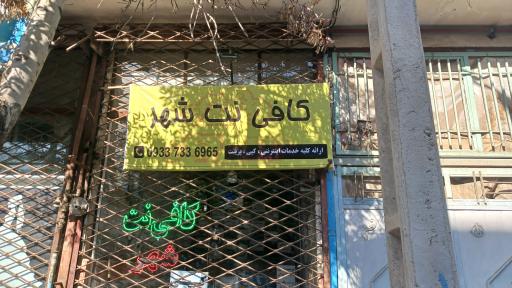 کافی نت شهر
0933 733 6965
ارائه کلیه خدمات اینترنتی ، کپی ، پرینت
کافی نت
شهر